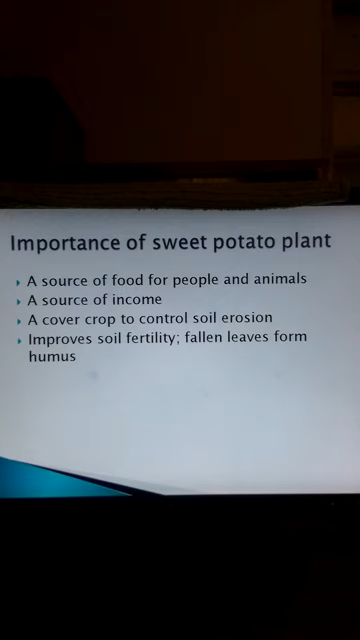 Importance of sweet potato plant
A source of food for people and animals
A source of income
A cover crop to control soil erosion
Improves soil fertility; fallen leaves form
humus